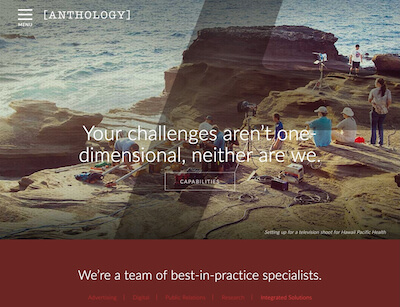 [ANTHOLOGY]
MENU
Your challenges aren't one-
dimensional, neither are we.
CAPABILITIES
Setting up for a television shoot for Hawaii Pacific Health
We're a team of best-in-practice specialists.
Advertising | Digital | Public Relations | Research | Integrated Solutions